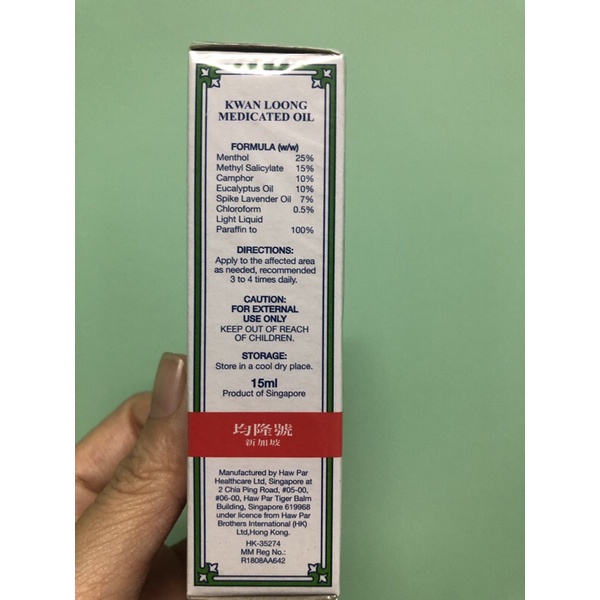 KWAN LOONG
MEDICATED OIL
FORMULA (w/w)
Menthol 25%
Methyl Salicylate 15%
Camphor 10%
Eucalyptus Oil 10%
Spike Lavender Oil 7%
Chloroform 0.5%
Light Liquid
Paraffin to 100%
DIRECTIONS:
Apply to the affected area
as needed, recommended
3 to 4 times daily.
CAUTION:
FOR EXTERNAL
USE ONLY
KEEP OUT OF REACH
OF CHILDREN.
STORAGE:
Store in a cool dry place.
15ml
Product of Singapore
均隆號
新加坡
Manufactured by Haw Par
Healthcare Ltd, Singapore at
2 Chia Ping Road, #05-00,
#06-00, Haw Par Tiger Balm
Building, Singapore 619968
under licence from Haw Par
Brothers International (HK)
Ltd,Hong Kong.
HK-35274
MM Reg No.:
R1808AA642